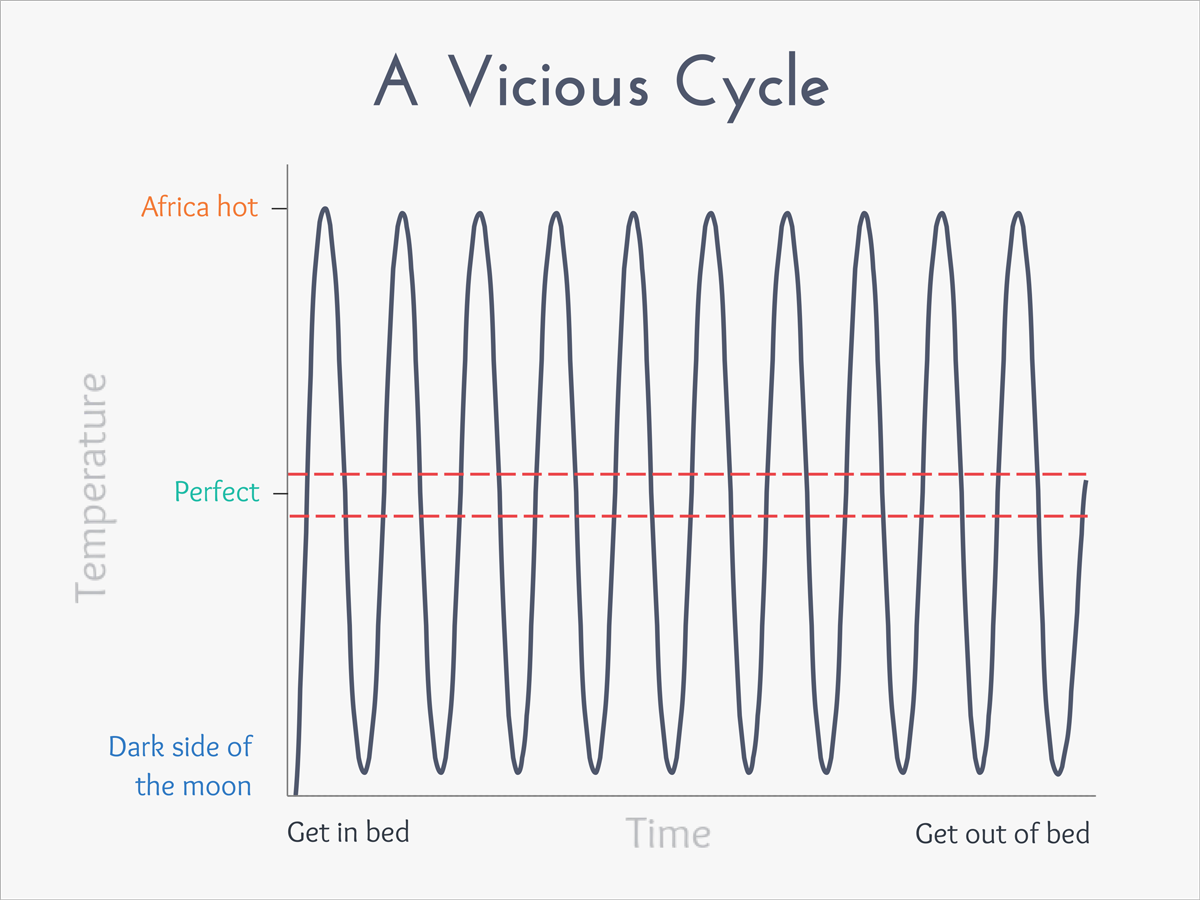 A Vicious Cycle
Africa hot
Temperature
Perfect
Dark side of
the moon
Get in bed
Time
Get out of bed